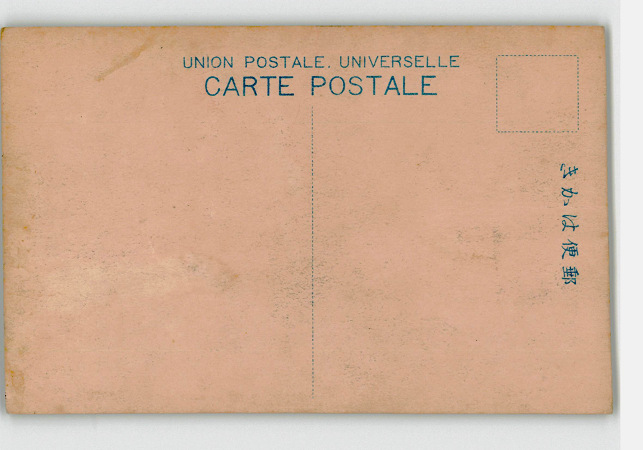 UNION POSTALE. UNIVERSELLE
CARTE POSTALE
きかは便郵